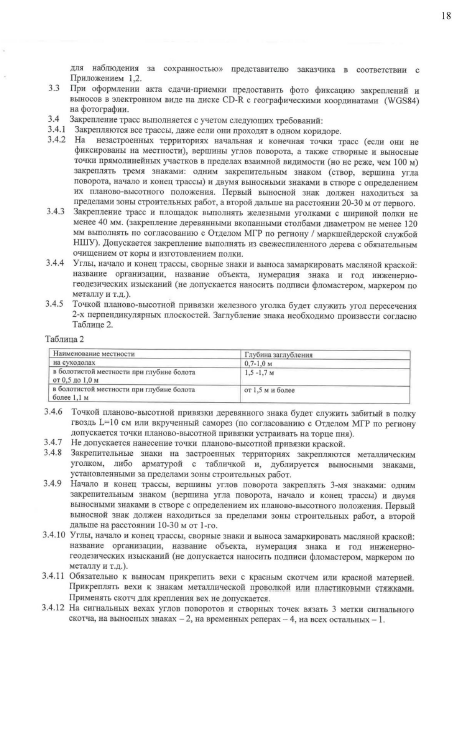 18
для наблюдения за сохранностью» представителю заказчика в соответствии с
Приложением 1,2.
3.3 При оформлении акта сдачи-приемки предоставить фото фиксацию закреплений и
выносов в электронном виде на диске CD-R с географическими координатами (WGS84)
на фотографии.
3.4 Закрепление трасс выполняется с учетом следующих требований:
3.4.1 Закрепляются все трассы, даже если они проходят в одном коридоре.
3.4.2 На незастроенных территориях начальная и конечная точки трасс (если они не
фиксированы на местности), вершины углов поворота, а также створные и выносные
точки прямолинейных участков в пределах взаимной видимости (но не реже, чем 100 м)
закреплять тремя знаками: одним закрепительным знаком (створ, вершина угла
поворота, начало и конец трассы) и двумя выносными знаками в створе с определением
их планово-высотного положения. Первый выносной знак должен находиться за
пределами зоны строительных работ, а второй дальше на расстоянии 20-30 м от первого.
3.4.3 Закрепление трасс и площадок выполнять железными уголками с шириной полки не
менее 40 мм. (закрепление деревянными вкопанными столбами диаметром не менее 120
мм выполнять по согласованию с Отделом МГР по региону / маркшейдерской службой
НШУ). Допускается закрепление выполнять из свежеспиленного дерева с обязательным
очищением от коры и изготовлением полки.
3.4.4 Углы, начало и конец трассы, сворные знаки и выноса замаркировать масляной краской:
название организации, название объекта, нумерация знака и год инженерно-
геодезических изысканий (не допускается наносить подписи фломастером, маркером по
металлу и т.д.).
3.4.5 Точкой планово-высотной привязки железного уголка будет служить угол пересечения
2-х перпендикулярных плоскостей. Заглубление знака необходимо произвести согласно
Таблице 2.
Таблица 2
Наименование местности Глубина заглубления
на суходолах 0,7-1,0 м
в болотистой местности при глубине болота 1,5 -1,7 м
от 0,5 до 1,0 м
в болотистой местности при глубине болота от 1,5 м и более
более 1,1 м
3.4.6 Точкой планово-высотной привязки деревянного знака будет служить забитый в полку
гвоздь L=10 см или вкрученный саморез (по согласованию с Отделом МГР по региону
допускается точки планово-высотной привязки устраивать на торце пня).
3.4.7 Не допускается нанесение точки планово-высотной привязки краской.
3.4.8 Закрепительные знаки на застроенных территориях закрепляются металлическим
уголком, либо арматурой с табличкой и, дублируется выносными знаками,
установленными за пределами зоны строительных работ.
3.4.9 Начало и конец трассы, вершины углов поворота закреплять 3-мя знаками: одним
закрепительным знаком (вершина угла поворота, начало и конец трассы) и двумя
выносными знаками в створе с определением их планово-высотного положения. Первый
выносной знак должен находиться за пределами зоны строительных работ, а второй
дальше на расстоянии 10-30 м от 1-го.
3.4.10 Углы, начало и конец трассы, сворные знаки и выноса замаркировать масляной краской:
название организации, название объекта, нумерация знака и год инженерно-
геодезических изысканий (не допускается наносить подписи фломастером, маркером по
металлу и т.д.).
3.4.11 Обязательно к выносам прикрепить вехи с красным скотчем или красной материей.
Прикреплять вехи к знакам металлической проволкой или пластиковыми стяжками.
Применять скотч для крепления вех не допускается.
3.4.12 На сигнальных вехах углов поворотов и створных точек вязать 3 метки сигнального
скотча, на выносных знаках – 2, на временных реперах – 4, на всех остальных – 1.